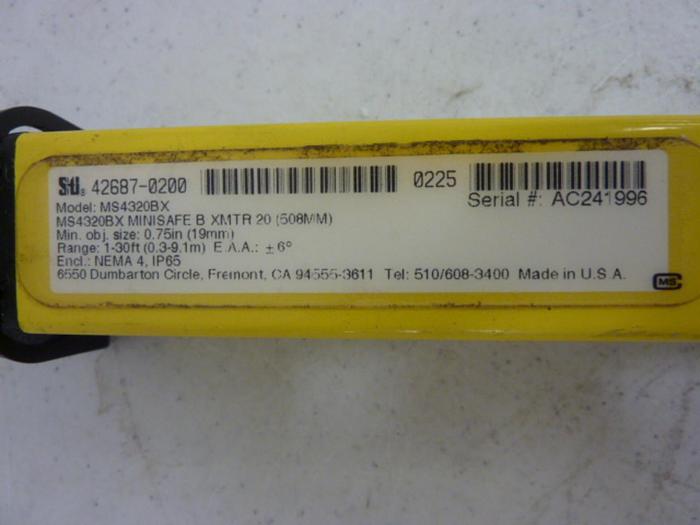 STI® 42687-0200 0225
Serial #: AC241996
Model: MS4320BX
MS4320BX MINISAFE B XMTR 20 (508MM)
Min. obj. size: 0.75in (19mm)
Range: 1-30ft (0.3-9.1m) E.A.A.: ±6°
Encl.: NEMA 4, IP65
6550 Dumbarton Circle, Fremont, CA 94555-3611 Tel: 510/608-3400 Made in U.S.A.
CMS